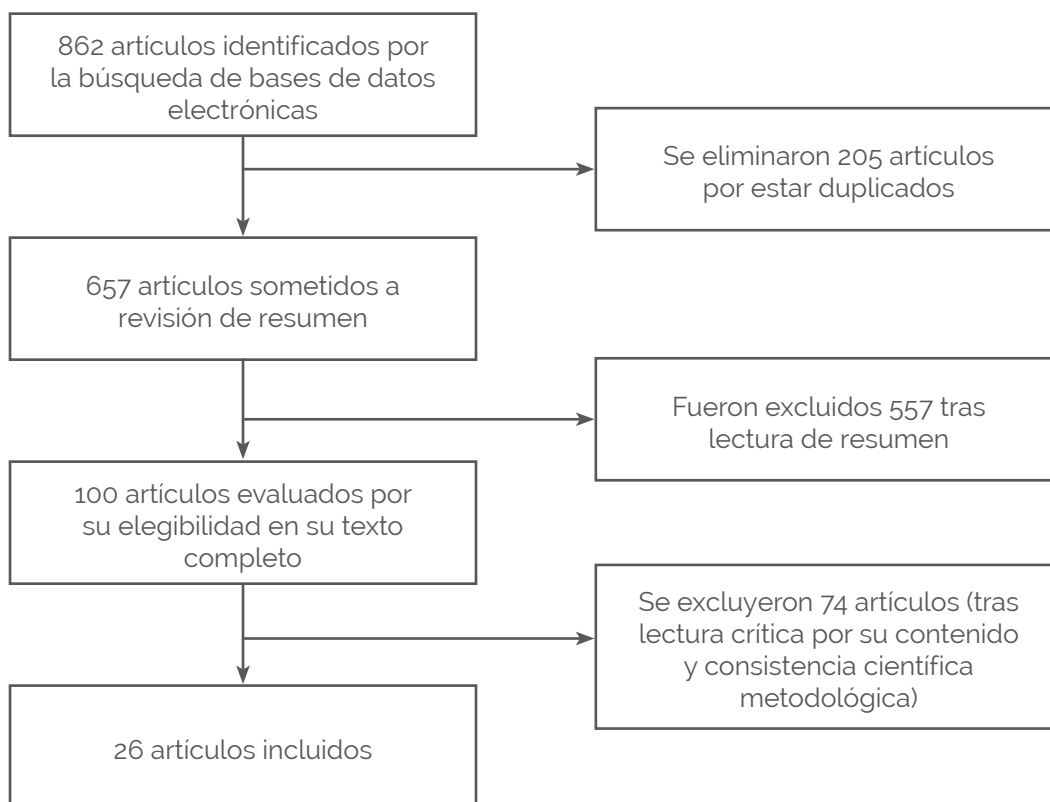 862 artículos identificados por
la búsqueda de bases de datos
electrónicas
Se eliminaron 205 artículos
por estar duplicados
657 artículos sometidos a
revisión de resumen
Fueron excluidos 557 tras
lectura de resumen
100 artículos evaluados por
su elegibilidad en su texto
completo
Se excluyeron 74 artículos (tras
lectura crítica por su contenido
y consistencia científica
metodológica)
26 artículos incluidos